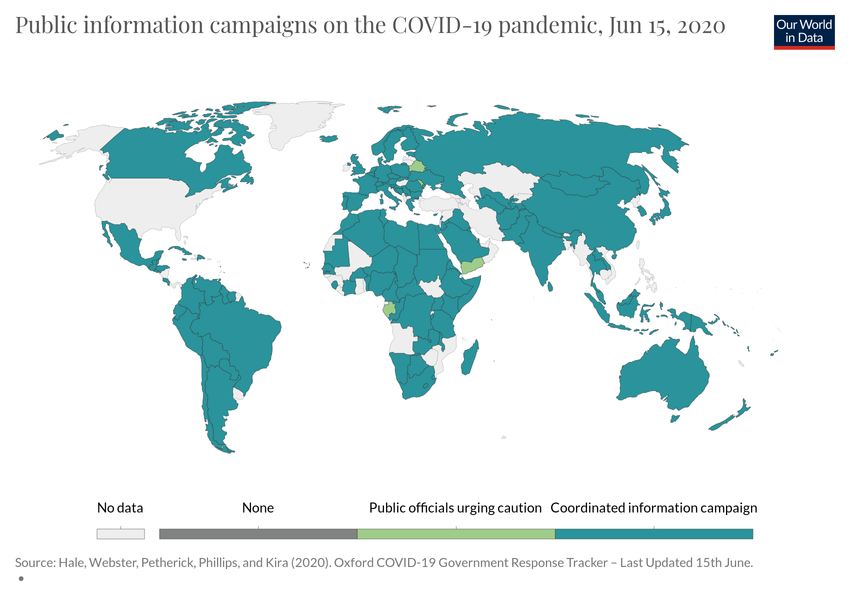 Public information campaigns on the COVID-19 pandemic, Jun 15, 2020
Our World
in Data
No data
None
Public officials urging caution
Coordinated information campaign
Source: Hale, Webster, Petherick, Phillips, and Kira (2020). Oxford COVID-19 Government Response Tracker – Last Updated 15th June.
•